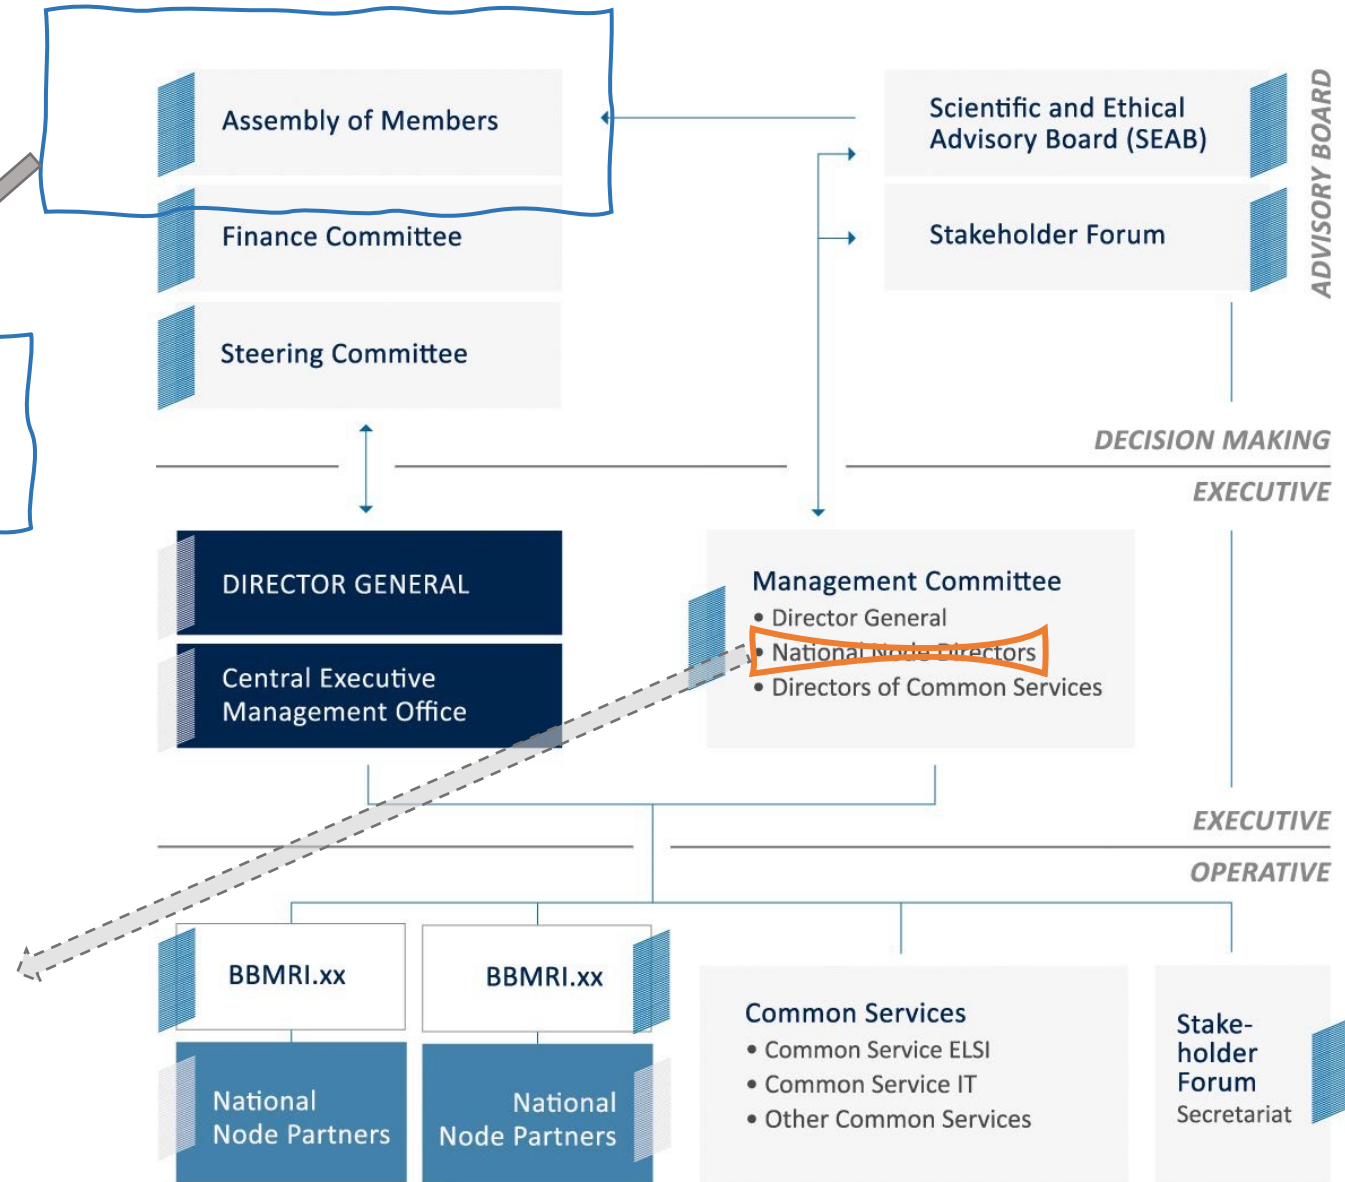 Assembly of Members
Finance Committee
Steering Committee
Scientific and Ethical
Advisory Board (SEAB)
Stakeholder Forum
ADVISORY BOARD
DECISION MAKING
EXECUTIVE
DIRECTOR GENERAL
Central Executive
Management Office
Management Committee
• Director General
• National Node Directors
• Directors of Common Services
EXECUTIVE
OPERATIVE
BBMRI.xx
National
Node Partners
BBMRI.xx
National
Node Partners
Common Services
• Common Service ELSI
• Common Service IT
• Other Common Services
Stake-
holder
Forum
Secretariat